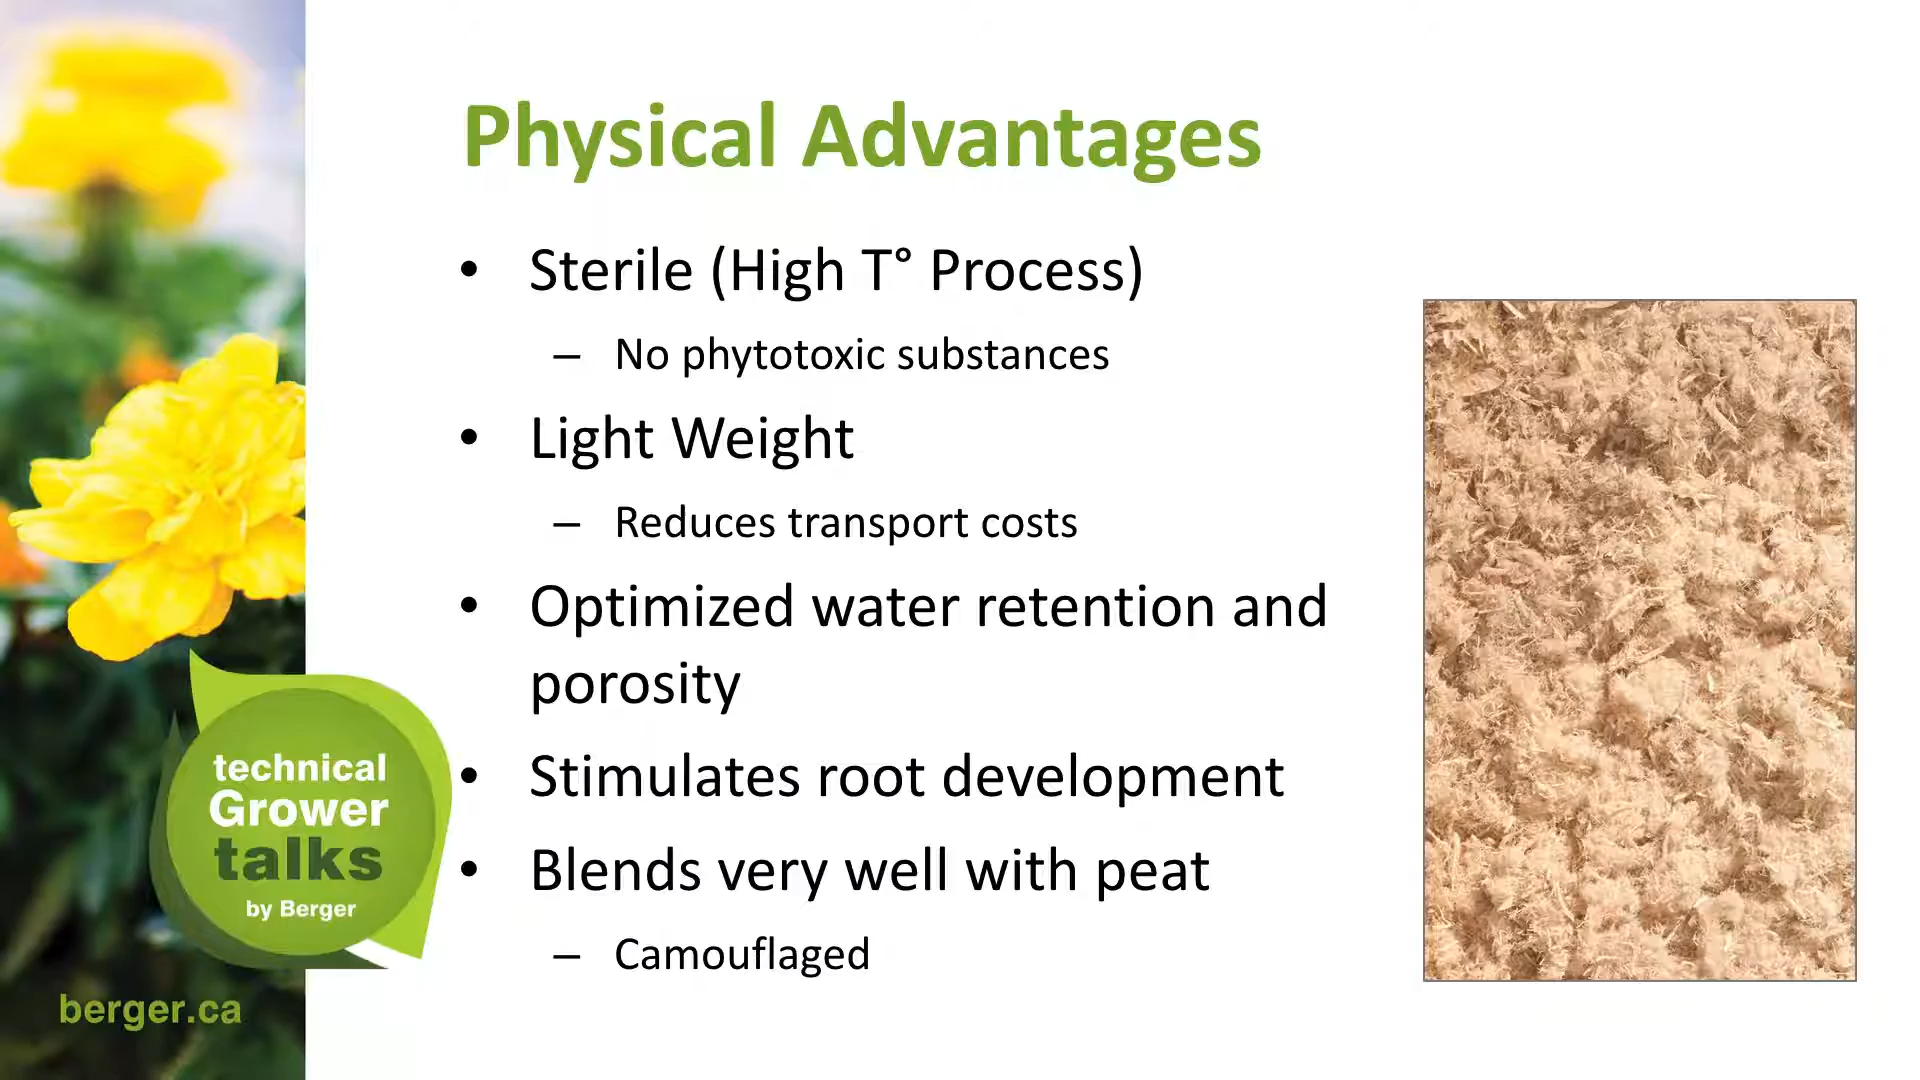 Physical Advantages
• Sterile (High T° Process)
– No phytotoxic substances
• Light Weight
– Reduces transport costs
• Optimized water retention and
porosity
• Stimulates root development
• Blends very well with peat
– Camouflaged
technical
Grower
talks
by Berger
berger.ca